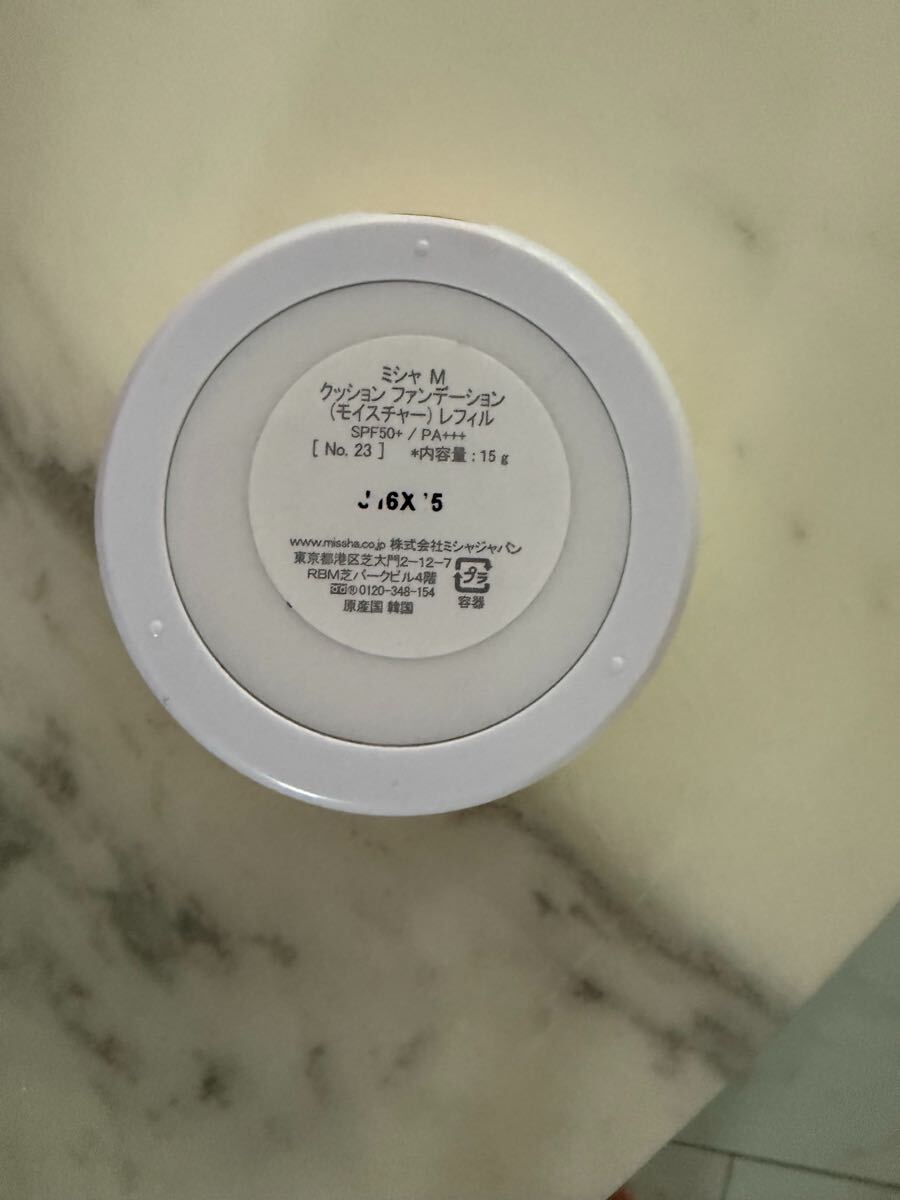 ミシャ M
クッション ファンデーション
(モイスチャー) レフィル
SPF50+ / PA+++
[ No. 23 ] *内容量 : 15 g
www.missha.co.jp 株式会社ミシャジャパン
東京都港区芝大門2-12-7
RBM芝パークビル4階
0120-348-154
原産国 韓国
プラ
容器